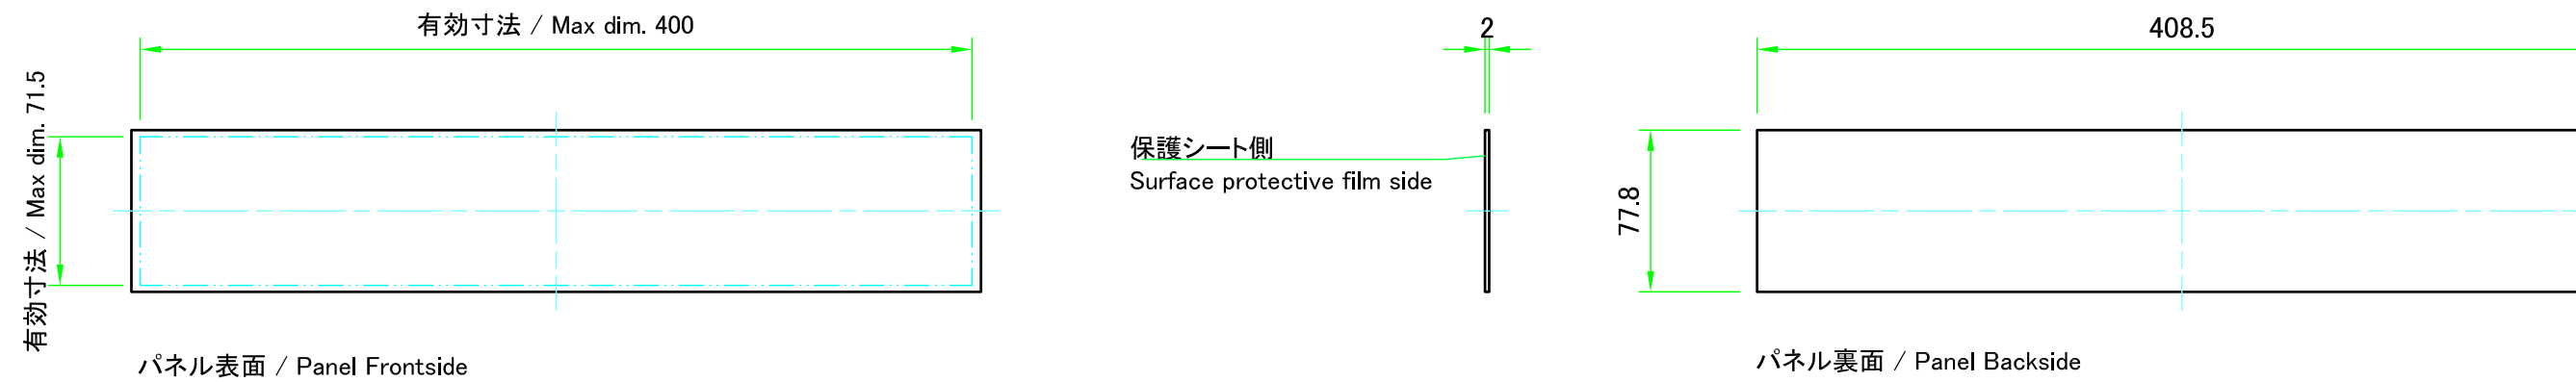 有効寸法 / Max dim. 400
有効寸法 / Max dim. 71.5
パネル表面 / Panel Frontside
2
保護シート側
Surface protective film side
408.5
77.8
パネル裏面 / Panel Backside